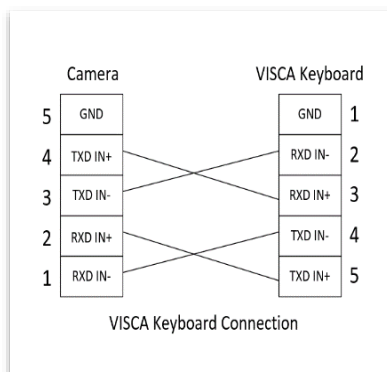 Camera VISCA Keyboard
5 GND GND 1
4 TXD IN+ RXD IN- 2
3 TXD IN- RXD IN+ 3
2 RXD IN+ TXD IN- 4
1 RXD IN- TXD IN+ 5
VISCA Keyboard Connection